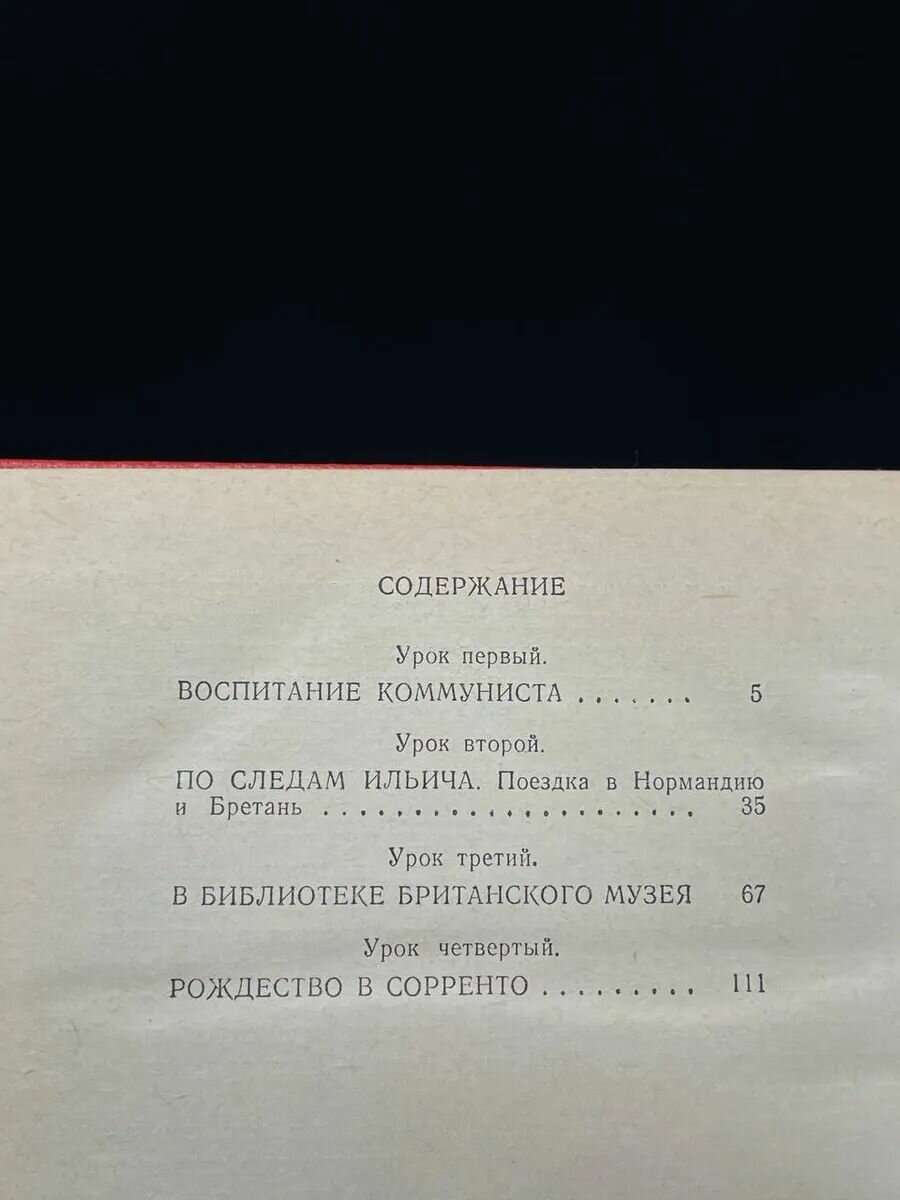 СОДЕРЖАНИЕ
Урок первый.
ВОСПИТАНИЕ КОММУНИСТА ....... 5
Урок второй.
ПО СЛЕДАМ ИЛЬИЧА. Поездка в Нормандию
и Бретань ..................... 35
Урок третий.
В БИБЛИОТЕКЕ БРИТАНСКОГО МУЗЕЯ 67
Урок четвертый.
РОЖДЕСТВО В СОРРЕНТО ......... 111